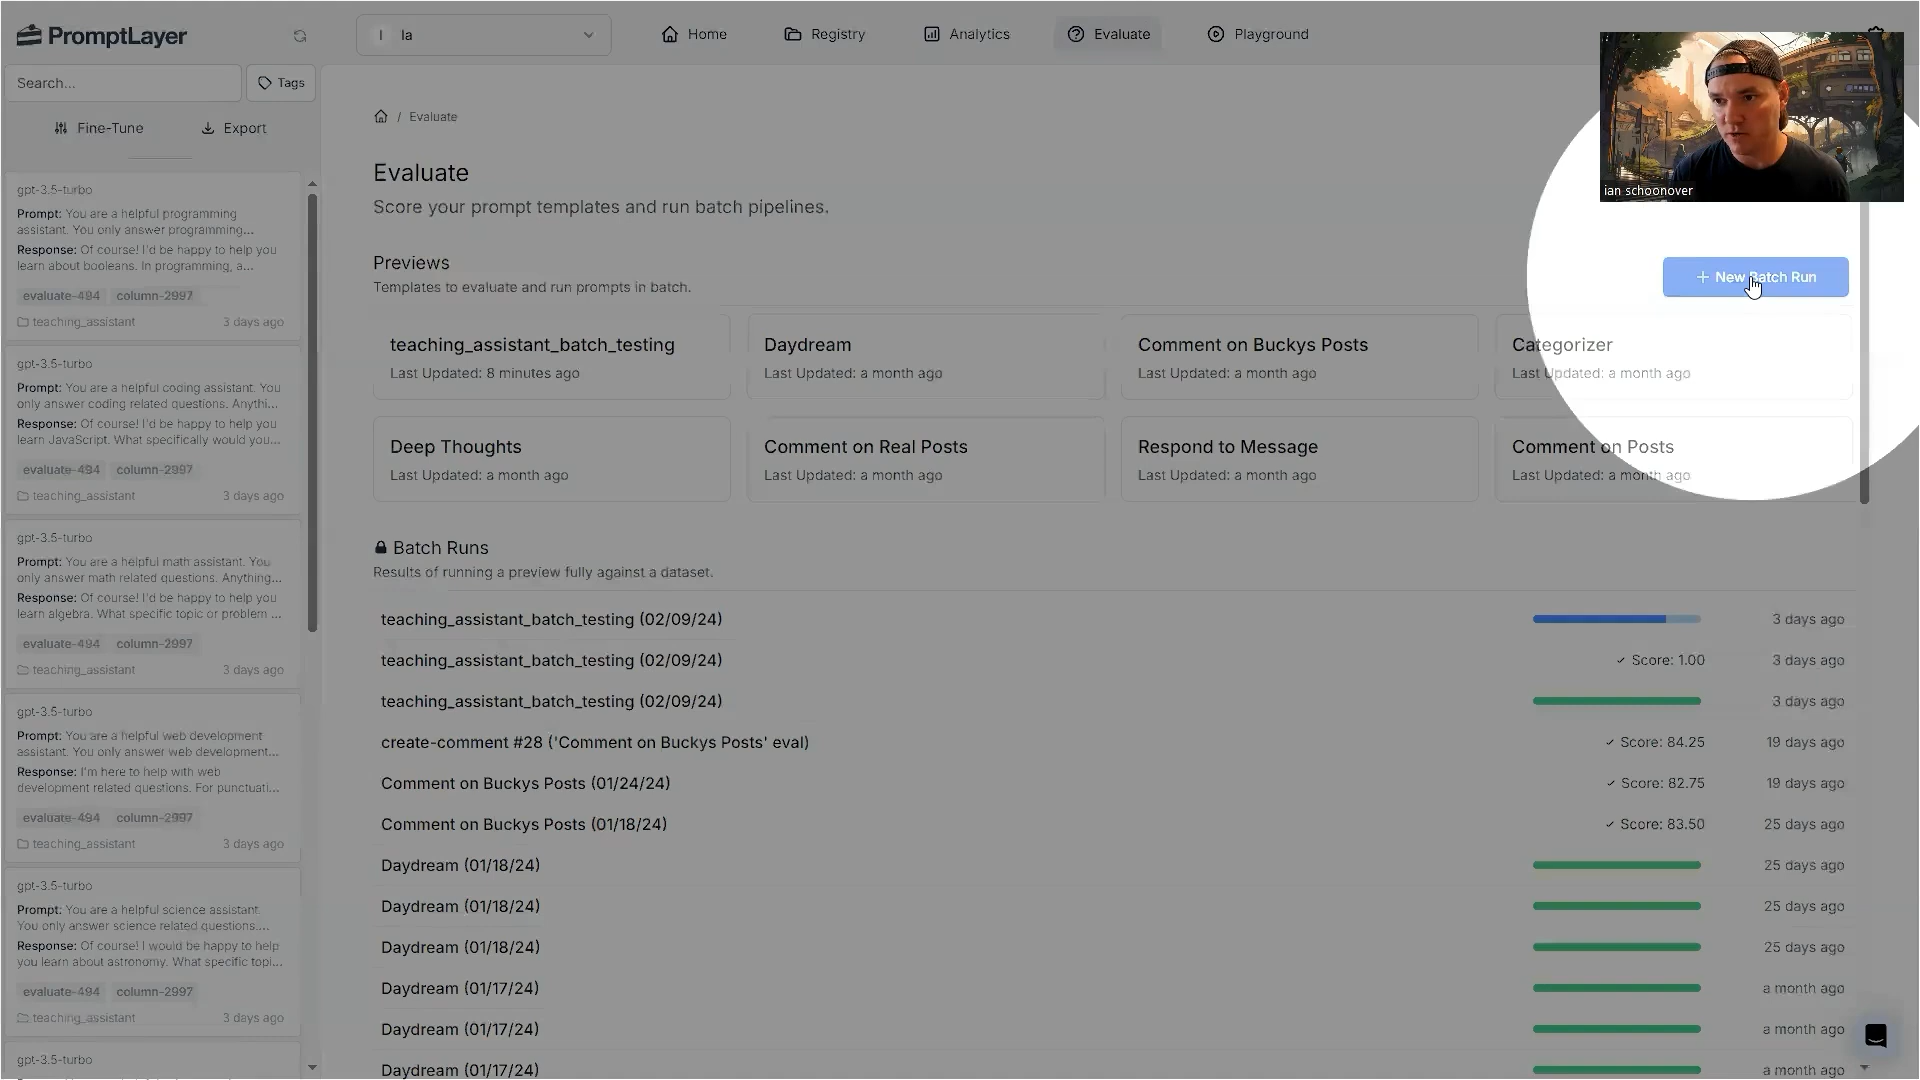 PromptLayer
I la
Home
Registry
Analytics
Evaluate
Playground
Search...
Tags
Fine-Tune
Export
gpt-3.5-turbo
Prompt: You are a helpful programming
assistant. You only answer programming...
Response: Of course! I'd be happy to help you
learn about booleans. In programming, a...
evaluate-494 column-2997
teaching_assistant 3 days ago
gpt-3.5-turbo
Prompt: You are a helpful coding assistant. You
only answer coding related questions. Anythi...
Response: Of course! I'd be happy to help you
learn JavaScript. What specifically would you...
evaluate-494 column-2997
teaching_assistant 3 days ago
gpt-3.5-turbo
Prompt: You are a helpful math assistant. You
only answer math related questions. Anything...
Response: Of course! I'd be happy to help you
learn algebra. What specific topic or problem ...
evaluate-494 column-2997
teaching_assistant 3 days ago
gpt-3.5-turbo
Prompt: You are a helpful web development
assistant. You only answer web development...
Response: I'm here to help with web
development related questions. For punctuati...
evaluate-494 column-2997
teaching_assistant 3 days ago
gpt-3.5-turbo
Prompt: You are a helpful science assistant.
You only answer science related questions....
Response: Of course! I would be happy to help
you learn about astronomy. What specific topi...
evaluate-494 column-2997
teaching_assistant 3 days ago
gpt-3.5-turbo
/ Evaluate
Evaluate
Score your prompt templates and run batch pipelines.
ian schoonover
Previews
Templates to evaluate and run prompts in batch.
+ New Batch Run
teaching_assistant_batch_testing
Last Updated: 8 minutes ago
Daydream
Last Updated: a month ago
Comment on Buckys Posts
Last Updated: a month ago
Categorizer
Last Updated: a month ago
Deep Thoughts
Last Updated: a month ago
Comment on Real Posts
Last Updated: a month ago
Respond to Message
Last Updated: a month ago
Comment on Posts
Last Updated: a month ago
Batch Runs
Results of running a preview fully against a dataset.
teaching_assistant_batch_testing (02/09/24) 3 days ago
teaching_assistant_batch_testing (02/09/24) Score: 1.00 3 days ago
teaching_assistant_batch_testing (02/09/24) 3 days ago
create-comment #28 ('Comment on Buckys Posts' eval) Score: 84.25 19 days ago
Comment on Buckys Posts (01/24/24) Score: 82.75 19 days ago
Comment on Buckys Posts (01/18/24) Score: 83.50 25 days ago
Daydream (01/18/24) 25 days ago
Daydream (01/18/24) 25 days ago
Daydream (01/18/24) 25 days ago
Daydream (01/17/24) a month ago
Daydream (01/17/24) a month ago
Daydream (01/17/24) a month ago